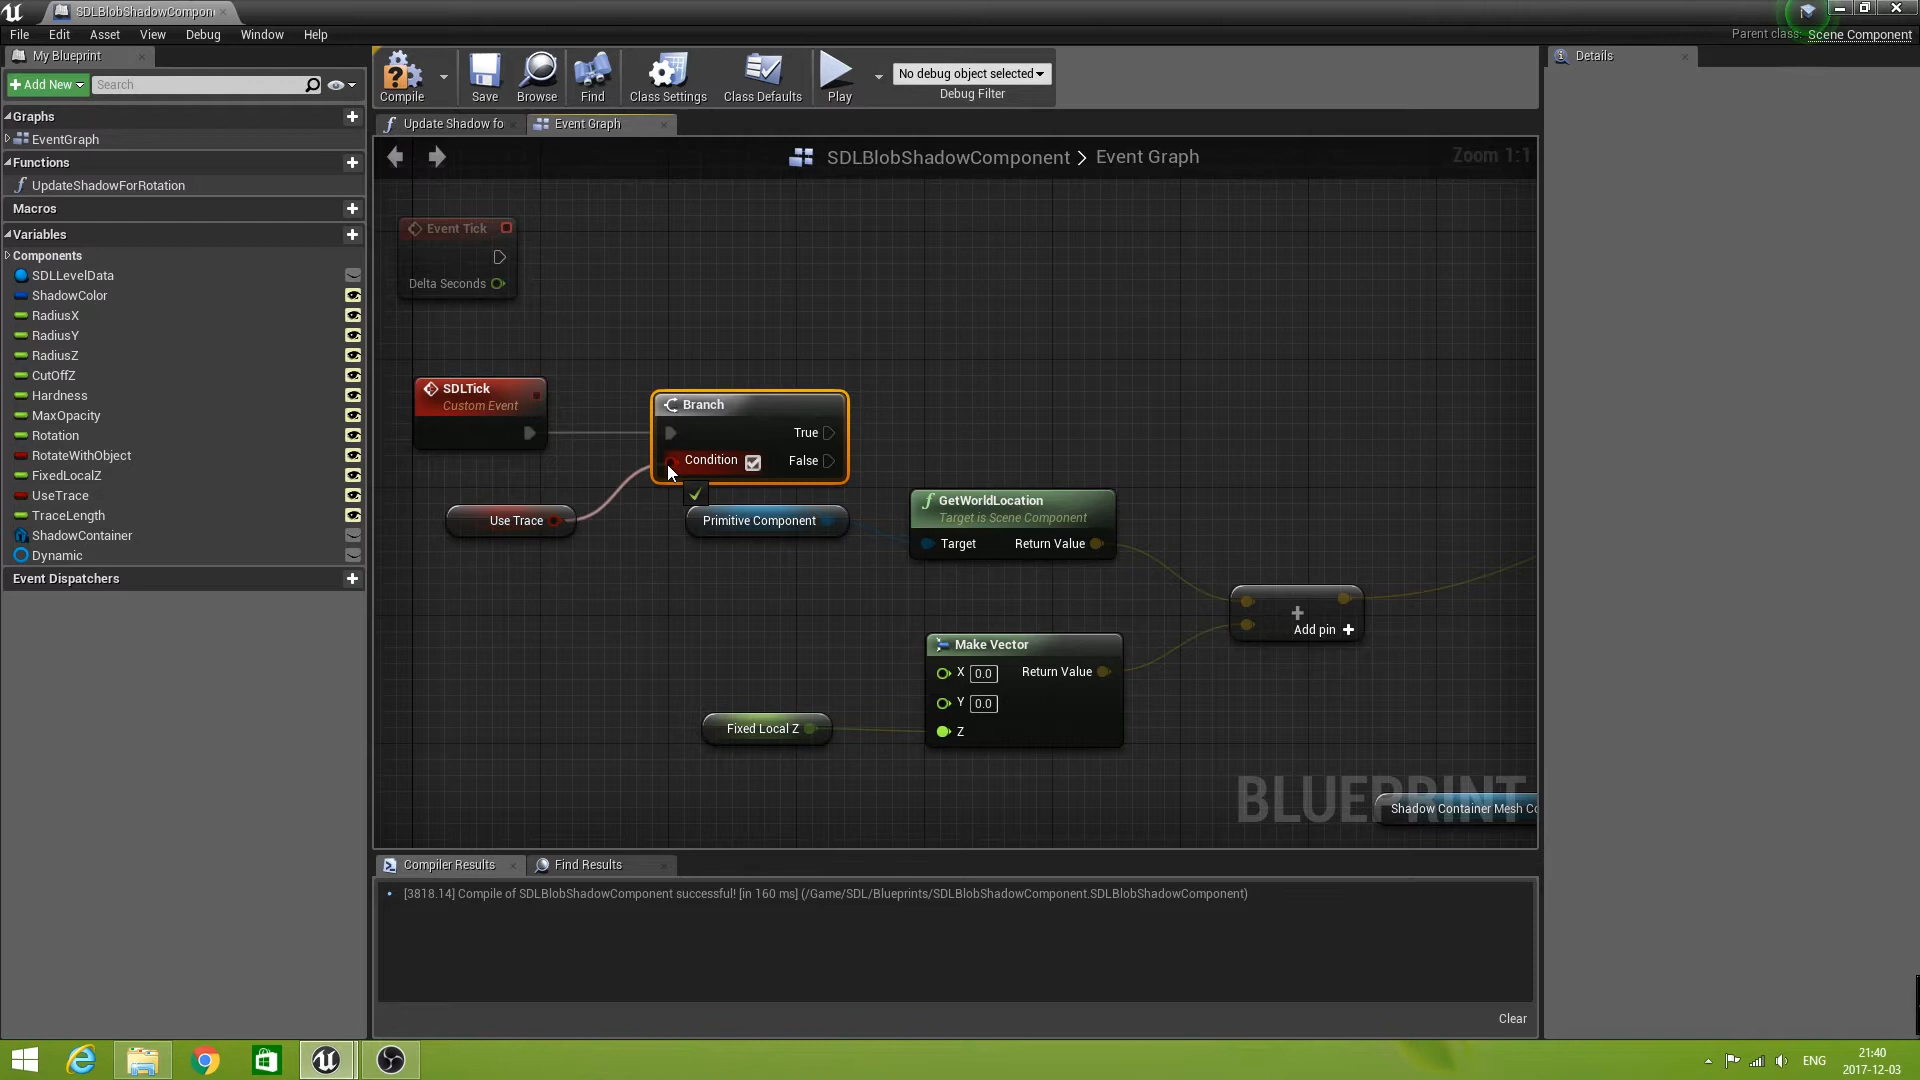 SDLBlobShadowCompon
File Edit Asset View Debug Window Help
Parent class: Scene Component
My Blueprint
Add New
Search
Compile
Save
Browse
Find
Class Settings
Class Defaults
Play
No debug object selected
Debug Filter
Details
Graphs
EventGraph
Functions
UpdateShadowForRotation
Macros
Variables
Components
SDLLevelData
ShadowColor
RadiusX
RadiusY
RadiusZ
CutOffZ
Hardness
MaxOpacity
Rotation
RotateWithObject
FixedLocalZ
UseTrace
TraceLength
ShadowContainer
Dynamic
Event Dispatchers
Update Shadow fo
Event Graph
SDLBlobShadowComponent > Event Graph
Zoom 1:1
Event Tick
Delta Seconds
SDLTick
Custom Event
Branch
True
Condition
False
Use Trace
Primitive Component
GetWorldLocation
Target is Scene Component
Target
Return Value
Make Vector
X 0.0
Return Value
Y 0.0
Z
Fixed Local Z
Add pin
BLUEPRINT
Shadow Container Mesh Co
Compiler Results
Find Results
[3818.14] Compile of SDLBlobShadowComponent successful! [in 160 ms] (/Game/SDL/Blueprints/SDLBlobShadowComponent.SDLBlobShadowComponent)
Clear
ENG
21:40
2017-12-03